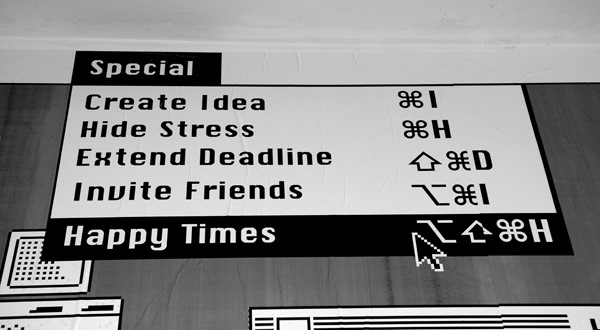 Special
Create Idea ⌘I
Hide Stress ⌘H
Extend Deadline ⇧⌘D
Invite Friends ⌥⌘I
Happy Times ⌥⇧⌘H